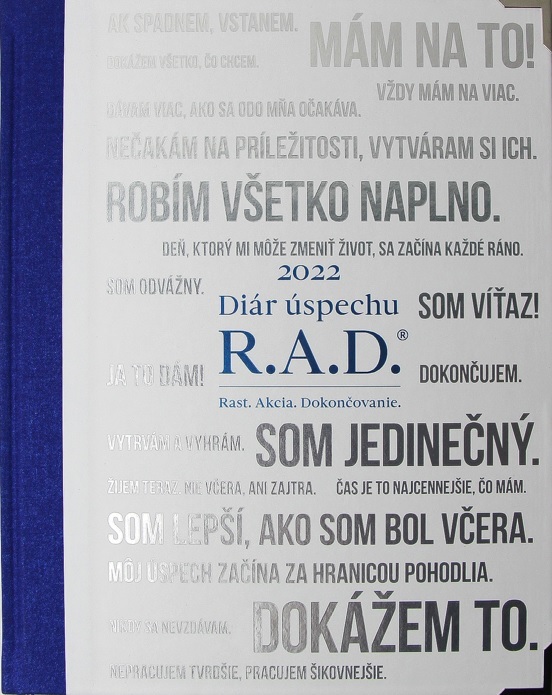 AK SPADNEM, VSTANEM.
MÁM NA TO!
DOKÁŽEM VŠETKO, ČO CHCEM.
VŽDY MÁM NA VIAC.
DÁVAM VIAC, AKO SA ODO MŇA OČAKÁVA.
NEČAKÁM NA PRÍLEŽITOSTI, VYTVÁRAM SI ICH.
ROBÍM VŠETKO NAPLNO.
DEŇ, KTORÝ MI MÔŽE ZMENIŤ ŽIVOT, SA ZAČÍNA KAŽDÉ RÁNO.
2022
SOM ODVÁŽNY.
Diár úspechu
SOM VÍŤAZ!
R.A.D.®
JA TO DÁM!
DOKONČUJEM.
Rast. Akcia. Dokončovanie.
VYTRVÁM A VYHRÁM.
SOM JEDINEČNÝ.
ŽIJEM TERAZ, NIE VČERA, ANI ZAJTRA.
ČAS JE TO NAJCENNEJŠIE, ČO MÁM.
SOM LEPŠÍ, AKO SOM BOL VČERA.
MÔJ ÚSPECH ZAČÍNA ZA HRANICOU POHODLIA.
NIKDY SA NEVZDÁVAM.
DOKÁŽEM TO.
NEPRACUJEM TVRDŠIE, PRACUJEM ŠIKOVNEJŠIE.